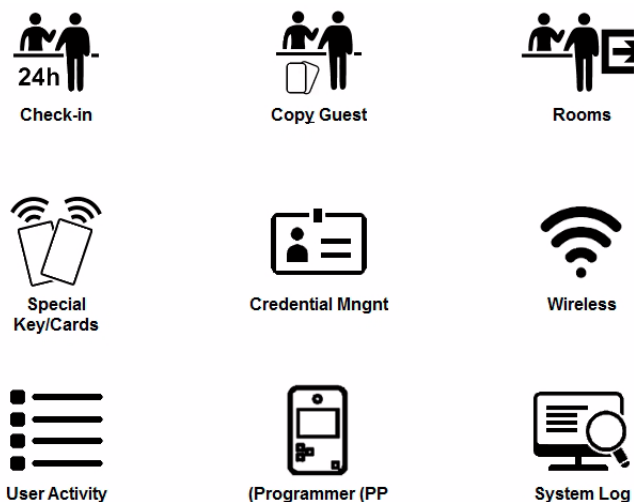 24h
Check-in
Copy Guest
Rooms
Special
Key/Cards
Credential Mngnt
Wireless
User Activity
(Programmer (PP
System Log